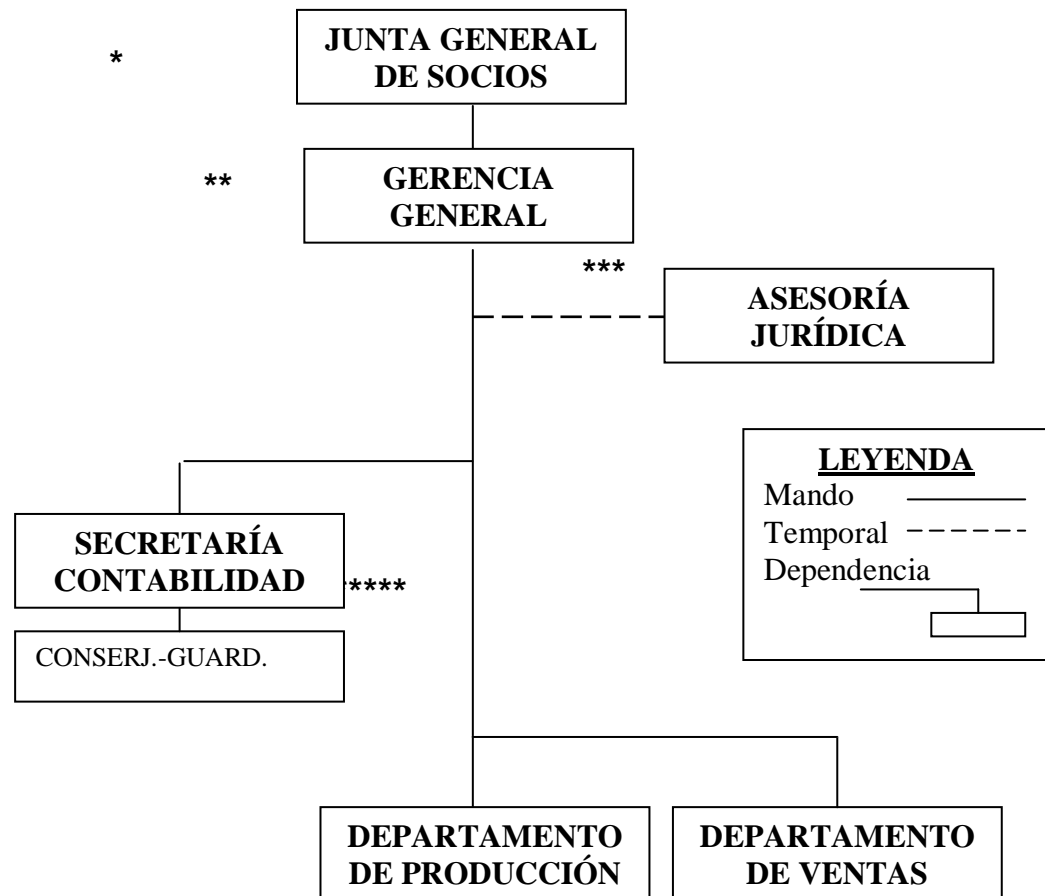 *
JUNTA GENERAL
DE SOCIOS
**
GERENCIA
GENERAL
***
ASESORÍA
JURÍDICA
LEYENDA
Mando
Temporal
Dependencia
SECRETARÍA
CONTABILIDAD
*****
CONSERJ.-GUARD.
DEPARTAMENTO
DE PRODUCCIÓN
DEPARTAMENTO
DE VENTAS